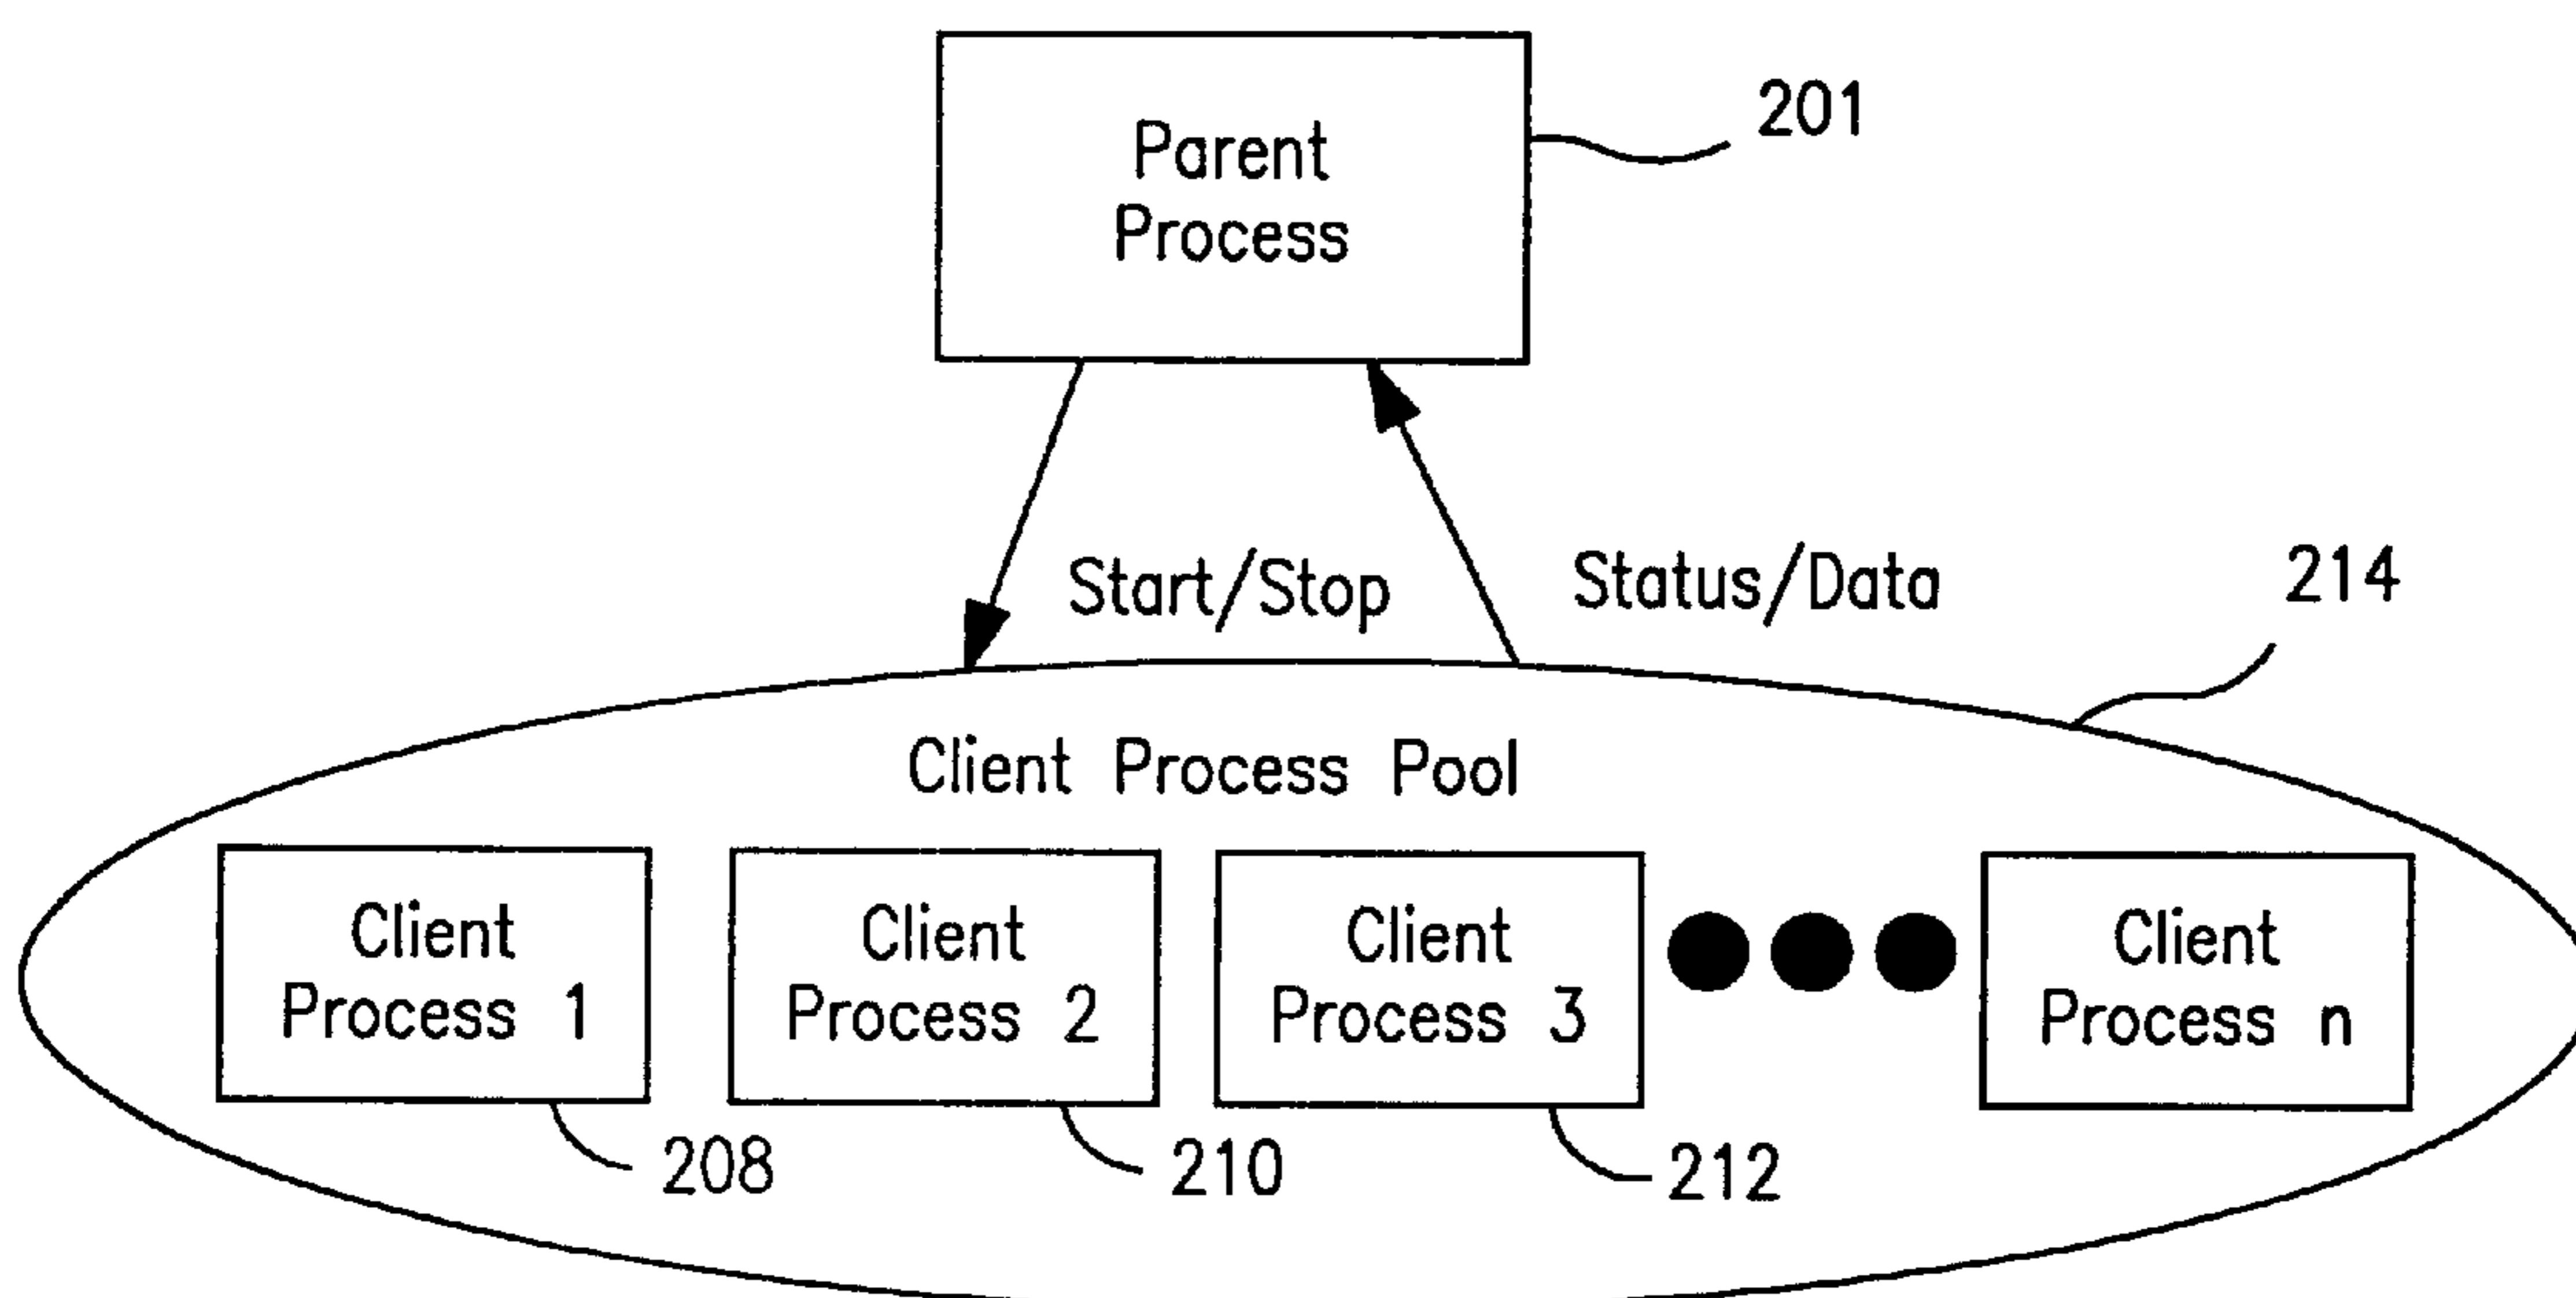 Parent
Process
201
Start/Stop
Status/Data
214
Client Process Pool
Client
Process 1
Client
Process 2
Client
Process 3
Client
Process n
208
210
212